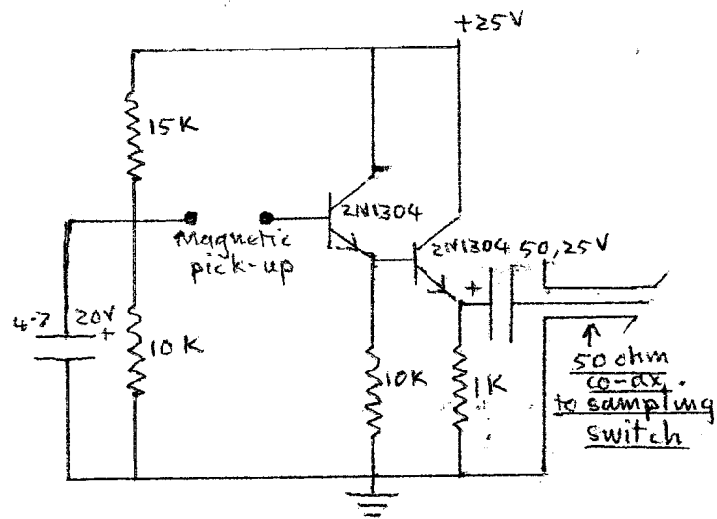 +25V
15K
2N1304
Magnetic
pick-up
2N1304
50,25V
+
4.7
20V
+
10K
10K
1K
50 ohm
co-ax.
to sampling
switch